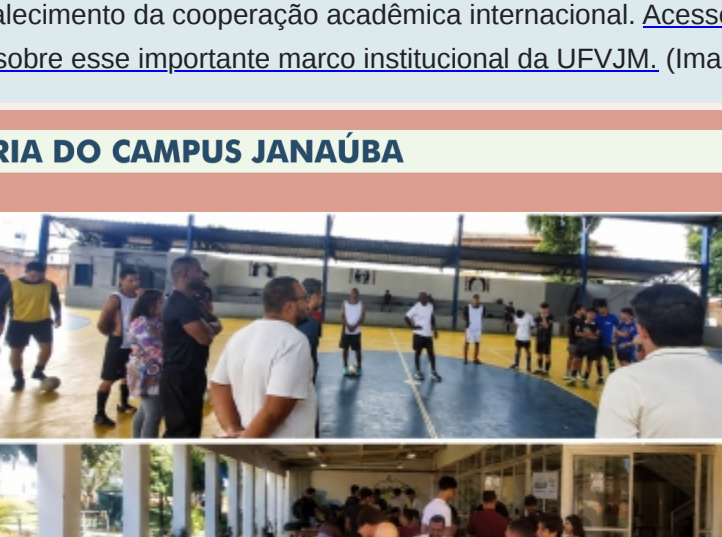 alecimento da cooperação acadêmica internacional. Acesse
sobre esse importante marco institucional da UFVJM. (Ima
RIA DO CAMPUS JANAÚBA